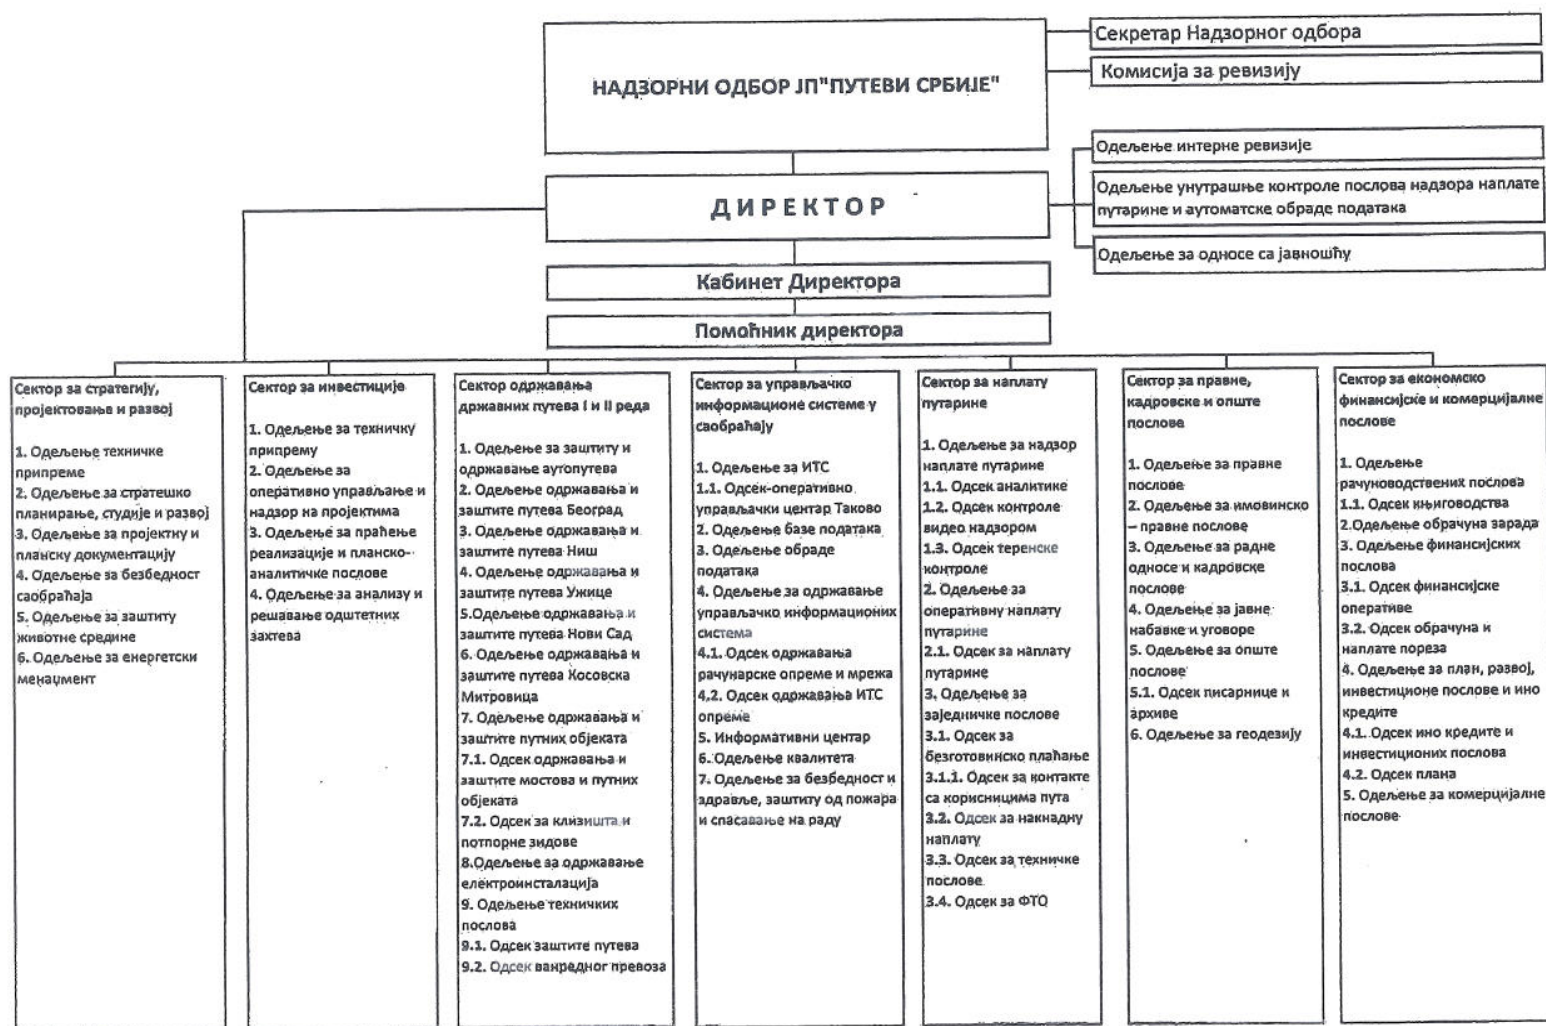 Секретар Надзорног одбора
Комисија за ревизију
НАДЗОРНИ ОДБОР ЈП"ПУТЕВИ СРБИЈЕ"
Одељење интерне ревизије
Одељење унутрашње контроле послова надзора наплате
путарине и аутоматске обраде података
ДИРЕКТОР
Одељење за односе са јавношћу
Кабинет Директора
Помоћник директора
Сектор за стратегију,
пројектовање и развој
1. Одељење техничке
припреме
2. Одељење за стратешко
планирање, студије и развој
3. Одељење за пројектну и
планску документацију
4. Одељење за безбедност
саобраћаја
5. Одељење за заштиту
животне средине
6. Одељење за енергетски
менаџмент
Сектор за инвестиције
1. Одељење за техничку
припрему
2. Одељење за
оперативно управљање и
надзор на пројектима
3. Одељење за праћење
реализације и планско-
аналитичке послове
4. Одељење за анализу и
решавање одштетних
захтева
Сектор одржавања
државних путева I и II реда
1. Одељење за заштиту и
одржавање аутопутева
2. Одељење одржавања и
заштите путева Београд
3. Одељење одржавања и
заштите путева Ниш
4. Одељење одржавања и
заштите путева Ужице
5.Одељење одржавања и
заштите путева Нови Сад
6. Одељење одржавања и
заштите путева Косовска
Митровица
7. Одељење одржавања и
заштите путних објеката
7.1. Одсек одржавања и
заштите мостова и путних
објеката
7.2. Одсек за клизишта и
потпорне зидове
8.Одељење за одржавање
електроинсталација
9. Одељење техничких
послова
9.1. Одсек заштите путева
9.2. Одсек ванредног превоза
Сектор за управљачко
информационе системе у
саобраћају
1. Одељење за ИТС
1.1. Одсек-оперативно
управљачки центар Таково
2. Одељење базе података
3. Одељење обраде
података
4. Одељење за одржавање
управљачко информационих
система
4.1. Одсек одржавања
рачунарске опреме и мрежа
4.2. Одсек одржавања ИТС
опреме
5. Информативни центар
6. Одељење квалитета
7. Одељење за безбедност и
здравље, заштиту од пожара
и спасавање на раду
Сектор за наплату
путарине
1. Одељење за надзор
наплате путарине
1.1. Одсек аналитике
1.2. Одсек контроле
видео надзором
1.3. Одсек теренске
контроле
2. Одељење за
оперативну наплату
путарине
2.1. Одсек за наплату
путарине
3. Одељење за
заједничке послове
3.1. Одсек за
безготовинско плаћање
3.1.1. Одсек за контакте
са корисницима пута
3.2. Одсек за накнадну
наплату
3.3. Одсек за техничке
послове
3.4. Одсек за ФТО
Сектор за правне,
кадровске и опште
послове
1. Одељење за правне
послове
2. Одељење за имовинско
– правне послове
3. Одељење за радне
односе и кадровске
послове
4. Одељење за јавне
набавке и уговоре
5. Одељење за опште
послове
5.1. Одсек писарнице и
архиве
6. Одељење за геодезију
Сектор за економско
финансијске и комерцијалне
послове
1. Одељење
рачуноводствених послова
1.1. Одсек књиговодства
2.Одељење обрачуна зарада
3. Одељење финансијских
послова
3.1. Одсек финансијске
оперативе
3.2. Одсек обрачуна и
наплате пореза
4. Одељење за план, развој,
инвестиционе послове и ино
кредите
4.1. Одсек ино кредите и
инвестиционих послова
4.2. Одсек плана
5. Одељење за комерцијалне
послове